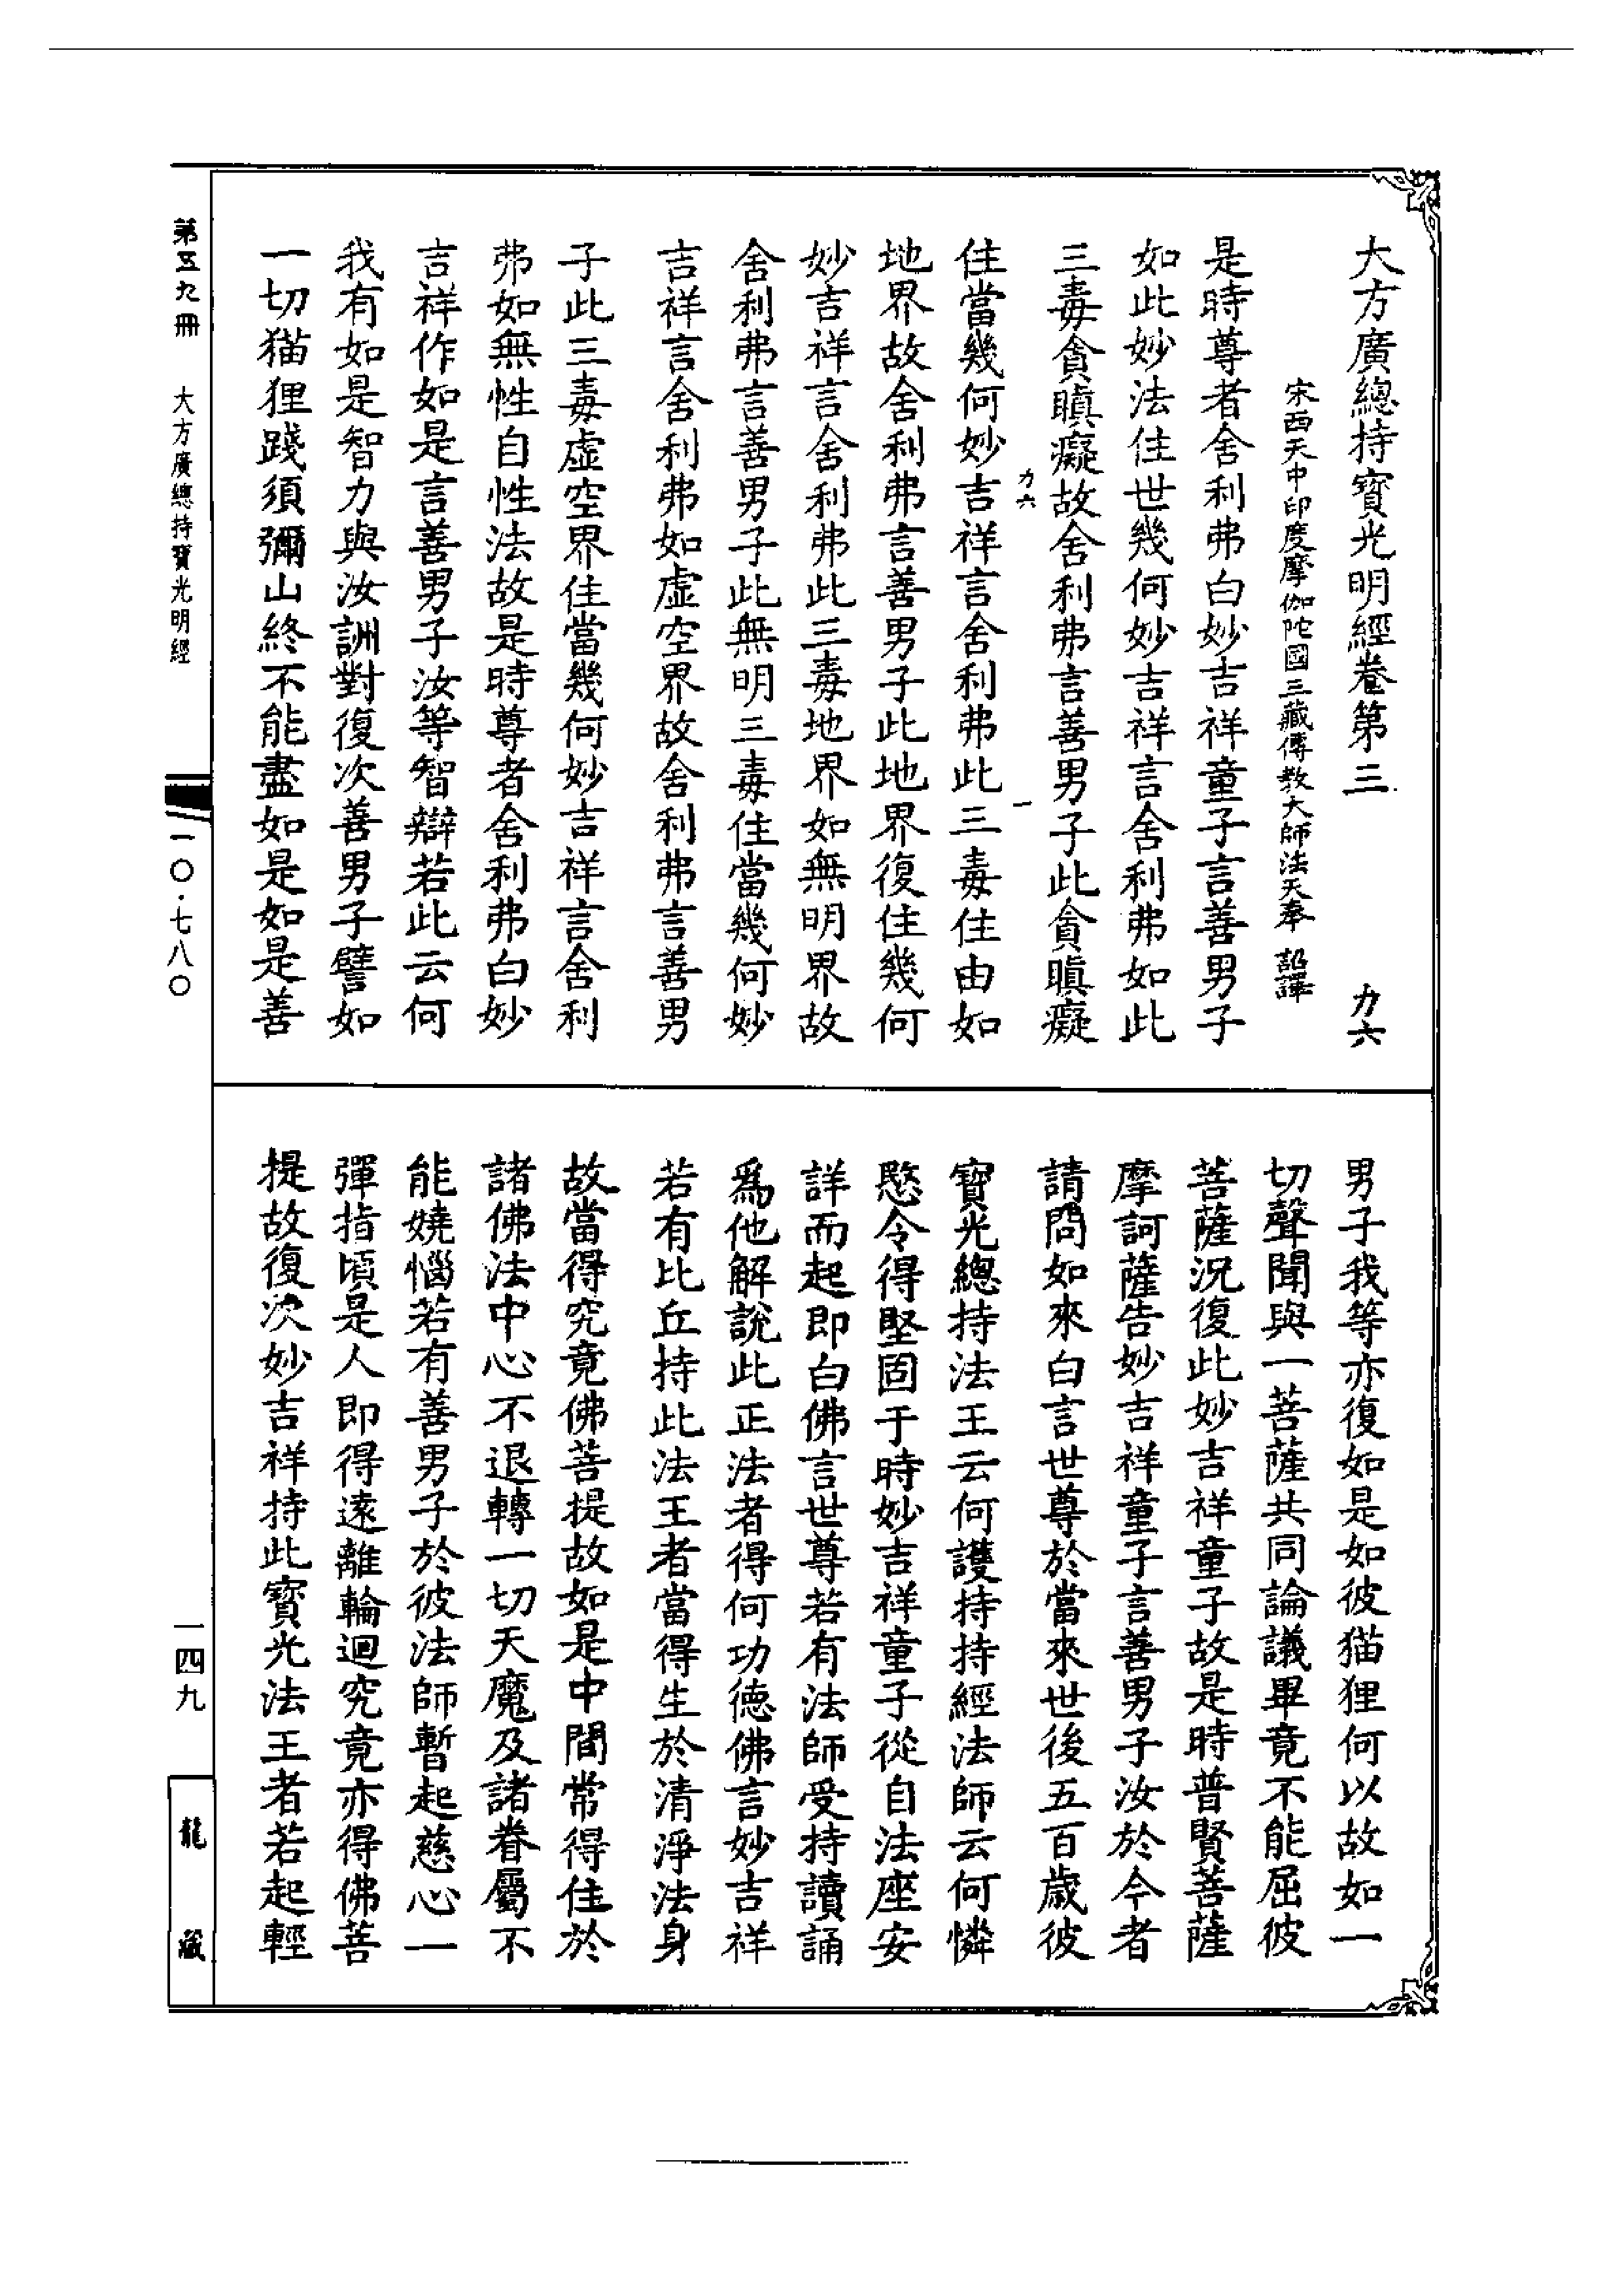 大方廣總持寶光明經卷第三 力六
宋西天中印度摩伽陀國三藏傳教大師法天奉 詔譯
是時尊者舍利弗白妙吉祥童子言善男子
如此妙法住世幾何妙吉祥言舍利弗如此
三毒貪瞋癡故舍利弗言善男子此貪瞋癡
力六 一
住當幾何妙吉祥言舍利弗此三毒住由如
地界故舍利弗言善男子此地界復住幾何
妙吉祥言舍利弗此三毒地界如無明界故
舍利弗言善男子此無明三毒住當幾何妙
吉祥言舍利弗如虛空界故舍利弗言善男
子此三毒虛空界住當幾何妙吉祥言舍利
弗如無性自性法故是時尊者舍利弗白妙
吉祥作如是言善男子汝等智辯若此云何
我有如是智力與汝詶對復次善男子譬如
一切猫狸踐須彌山終不能盡如是如是善
男子我等亦復如是如彼猫狸何以故如一
切聲聞與一菩薩共同論議畢竟不能屈彼
菩薩況復此妙吉祥童子故是時普賢菩薩
摩訶薩告妙吉祥童子言善男子汝於今者
請問如來白言世尊於當來世後五百歲彼
寶光總持法王云何護持持經法師云何憐
愍令得堅固于時妙吉祥童子從自法座安
詳而起即白佛言世尊若有法師受持讀誦
為他解說此正法者得何功德佛言妙吉祥
若有比丘持此法王者當得生於清淨法身
故當得究竟佛菩提故如是中間常得住於
諸佛法中心不退轉一切天魔及諸眷屬不
能嬈惱若有善男子於彼法師暫起慈心一
彈指頃是人即得遠離輪迴究竟亦得佛菩
提故復次妙吉祥持此寶光法王者若起輕
第五九冊 大方廣總持寶光明經 一〇·七八〇 一四九 龍藏